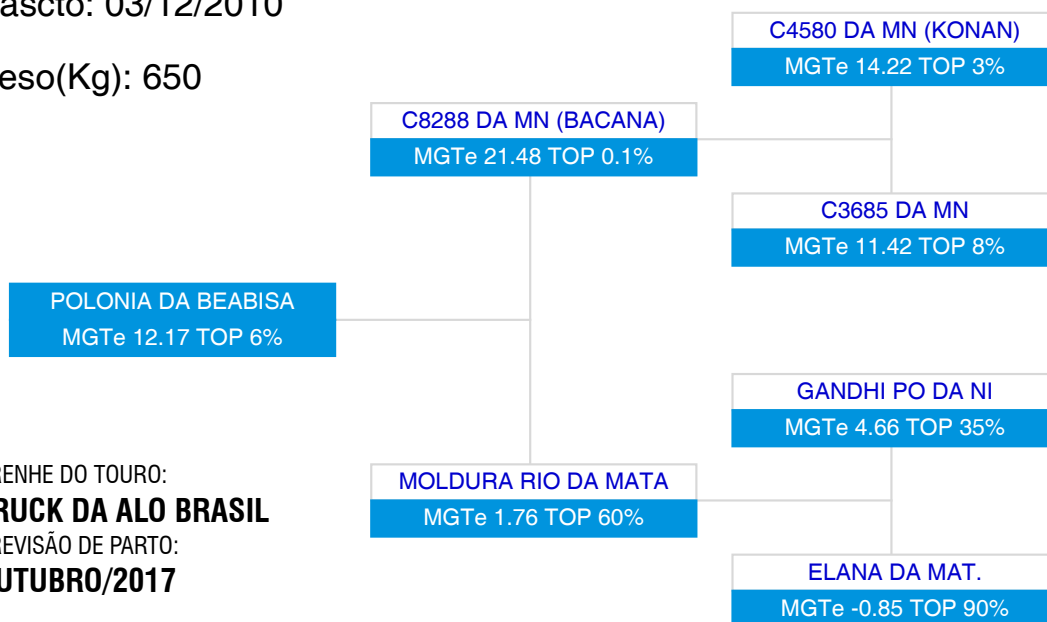 ascto: 03/12/2010
eso(Kg): 650
C4580 DA MN (KONAN)
MGTe 14.22 TOP 3%
C8288 DA MN (BACANA)
MGTe 21.48 TOP 0.1%
C3685 DA MN
MGTe 11.42 TOP 8%
POLONIA DA BEABISA
MGTe 12.17 TOP 6%
GANDHI PO DA NI
MGTe 4.66 TOP 35%
MOLDURA RIO DA MATA
MGTe 1.76 TOP 60%
ELANA DA MAT.
MGTe -0.85 TOP 90%
RENHE DO TOURO:
RUCK DA ALO BRASIL
REVISÃO DE PARTO:
UTUBRO/2017